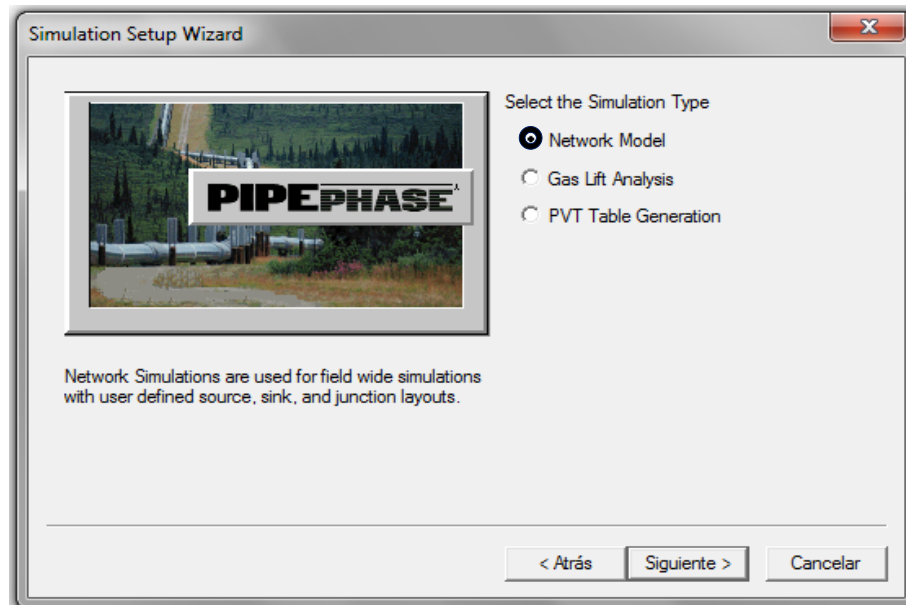 Simulation Setup Wizard
Select the Simulation Type
Network Model
Gas Lift Analysis
PVT Table Generation
PIPEPHASE
Network Simulations are used for field wide simulations
with user defined source, sink, and junction layouts.
< Atrás
Siguiente >
Cancelar